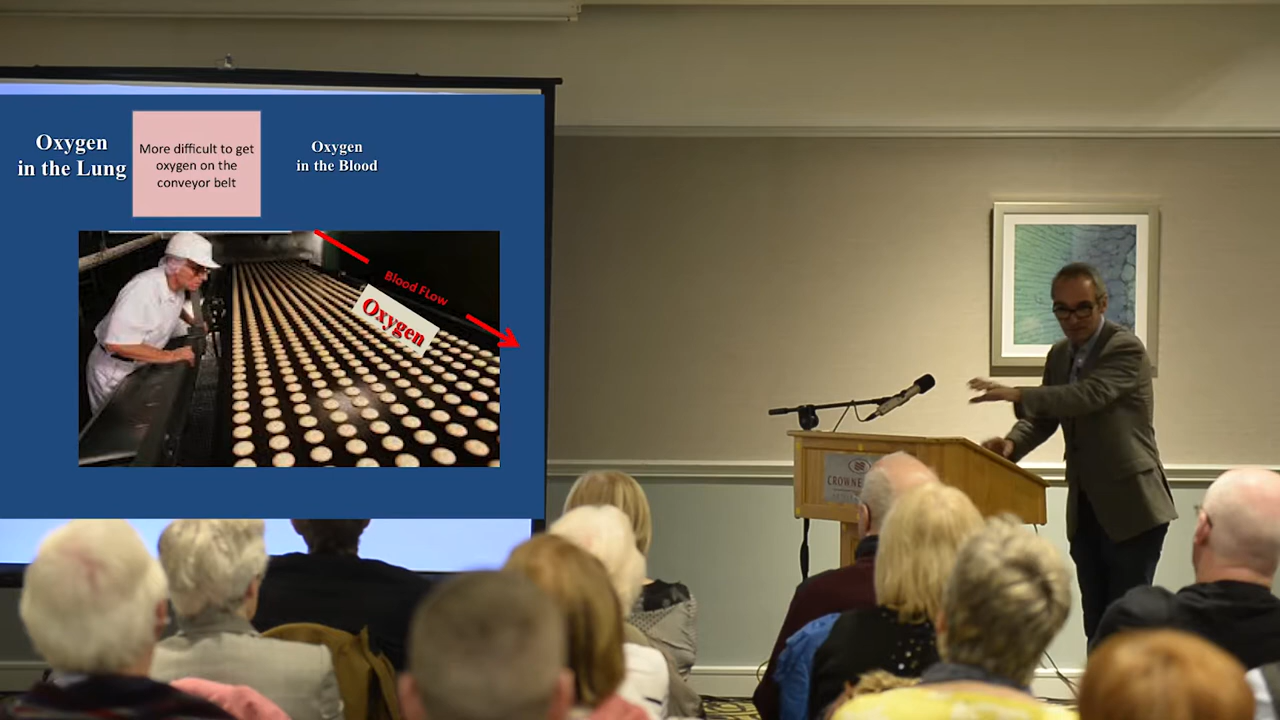 Oxygen
in the Lung
More difficult to get
oxygen on the
conveyor belt
Oxygen
in the Blood
Blood FLow
Oxygen
CROWNE